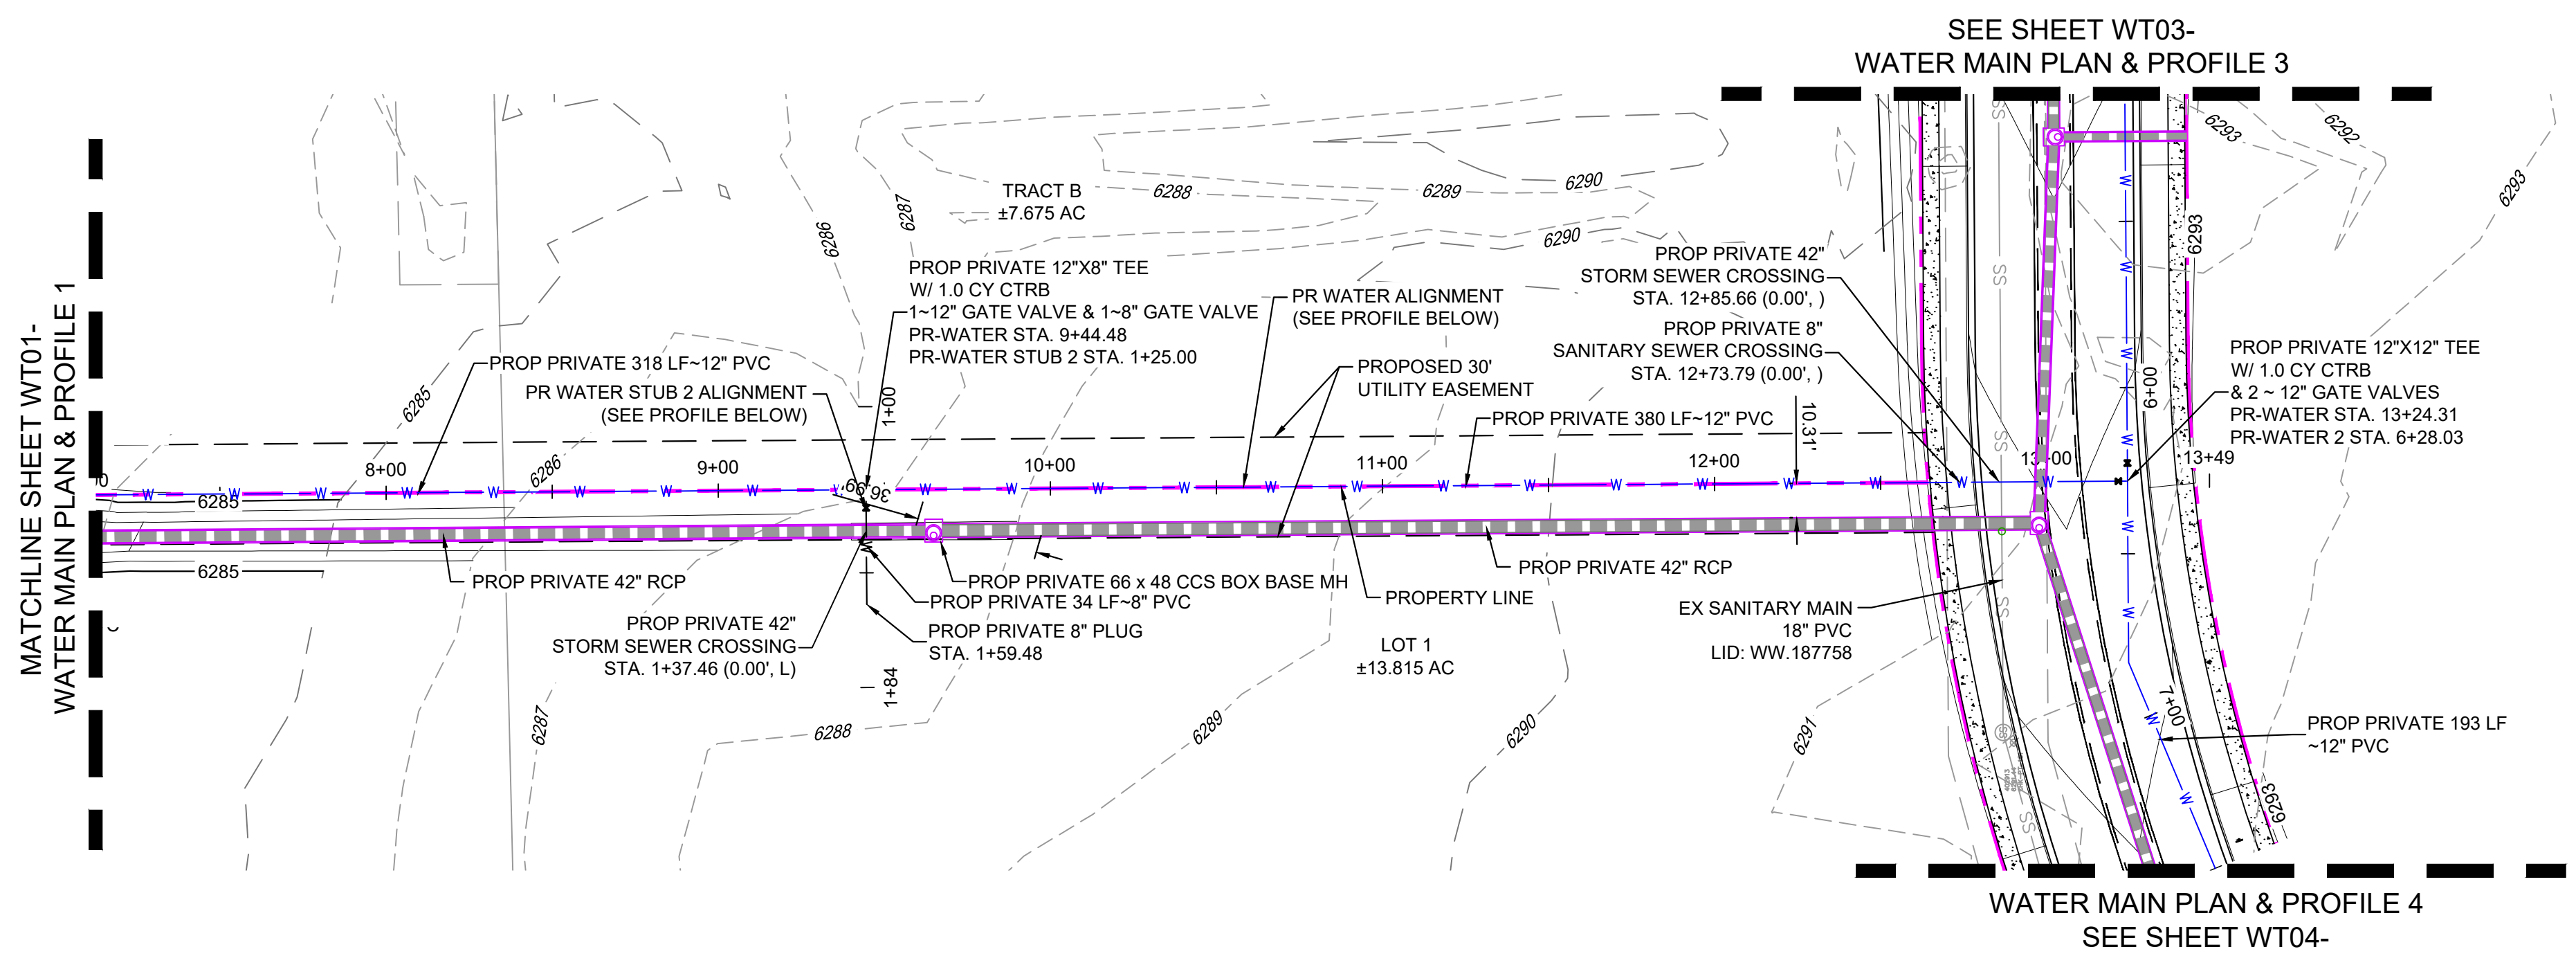 SEE SHEET WT03-
WATER MAIN PLAN & PROFILE 3
MATCHLINE SHEET WT01-
WATER MAIN PLAN & PROFILE 1
TRACT B
±7.675 AC
6288
6289
6290
6290
6287
6286
6293
6292
6293
6293
PROP PRIVATE 12"X8" TEE
W/ 1.0 CY CTRB
1~12" GATE VALVE & 1~8" GATE VALVE
PR-WATER STA. 9+44.48
PR-WATER STUB 2 STA. 1+25.00
PR WATER ALIGNMENT
(SEE PROFILE BELOW)
PROP PRIVATE 42"
STORM SEWER CROSSING
STA. 12+85.66 (0.00', )
PROP PRIVATE 8"
SANITARY SEWER CROSSING
STA. 12+73.79 (0.00', )
PROP PRIVATE 12"X12" TEE
W/ 1.0 CY CTRB
& 2 ~ 12" GATE VALVES
PR-WATER STA. 13+24.31
PR-WATER 2 STA. 6+28.03
PROP PRIVATE 318 LF~12" PVC
PR WATER STUB 2 ALIGNMENT
(SEE PROFILE BELOW)
PROPOSED 30'
UTILITY EASEMENT
PROP PRIVATE 380 LF~12" PVC
10.31'
1+00
6285
6286
6+00
0
8+00
9+00
10+00
11+00
12+00
13+00
13+49
36.99'
W W W W W W W W W W W W W W W W W W W W W W
6285
6285
SS
SS
SS
SS
SS
SS
W
W
W
W
W
W
W
W
W
PROP PRIVATE 42" RCP
PROP PRIVATE 66 x 48 CCS BOX BASE MH
PROP PRIVATE 34 LF~8" PVC
PROP PRIVATE 8" PLUG
STA. 1+59.48
PROP PRIVATE 42"
STORM SEWER CROSSING
STA. 1+37.46 (0.00', L)
1+84
PROPERTY LINE
PROP PRIVATE 42" RCP
LOT 1
±13.815 AC
EX SANITARY MAIN
18" PVC
LID: WW.187758
6287
6288
6289
6290
6291
7+00
6293
PROP PRIVATE 193 LF
~12" PVC
WATER MAIN PLAN & PROFILE 4
SEE SHEET WT04-